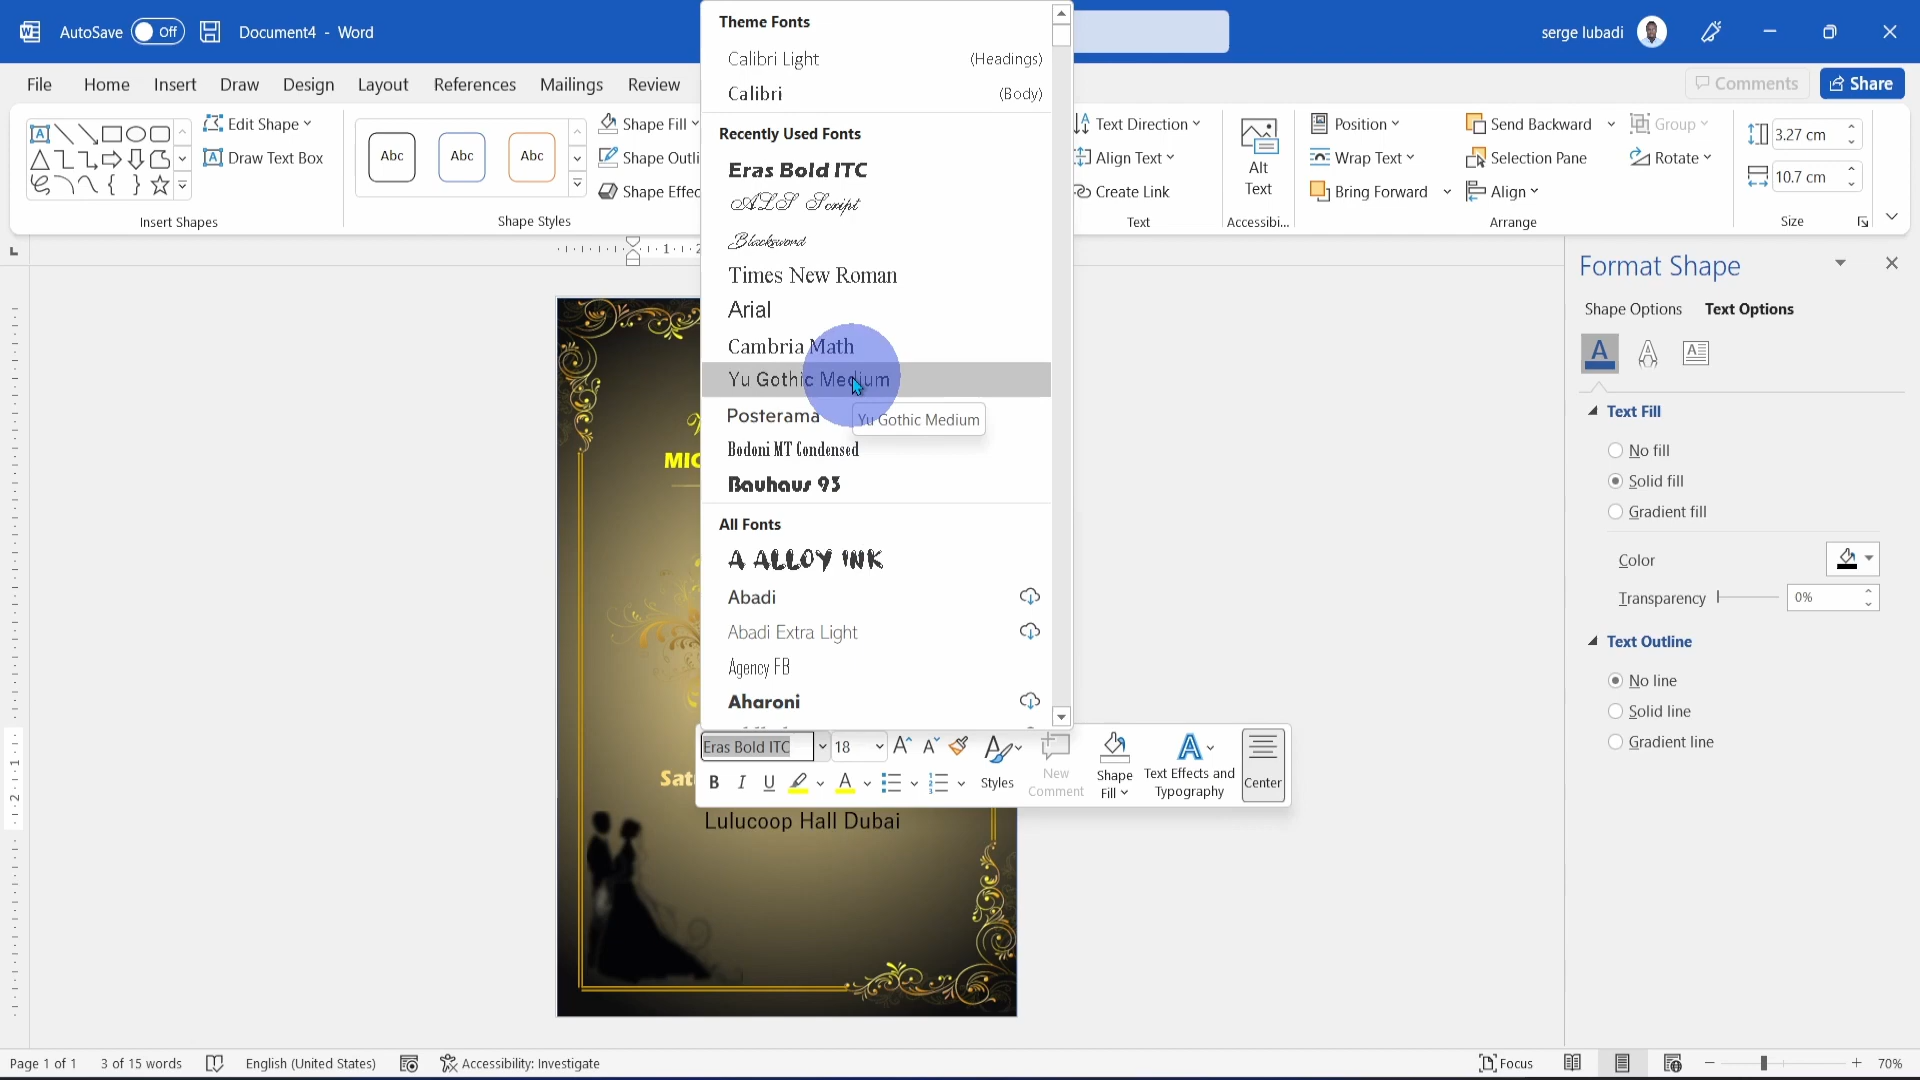 AutoSave Off Document4 - Word serge lubadi
File Home Insert Draw Design Layout References Mailings Review Comments Share
Edit Shape
Draw Text Box
Insert Shapes
Abc Abc Abc
Shape Styles
Shape Fill
Shape Outli
Shape Effec
Text Direction
Align Text
Create Link
Text
Alt
Text
Accessibi...
Position
Wrap Text
Bring Forward
Send Backward
Selection Pane
Align
Group
Rotate
Arrange
3.27 cm
10.7 cm
Size
Theme Fonts
Calibri Light (Headings)
Calibri (Body)
Recently Used Fonts
Eras Bold ITC
ALS Script
Blacksword
Times New Roman
Arial
Cambria Math
Yu Gothic Medium
Posterama
Yu Gothic Medium
Bodoni MT Condensed
Bauhaus 93
All Fonts
A ALLOY INK
Abadi
Abadi Extra Light
Agency FB
Aharoni
Eras Bold ITC 18
B I U
Styles
New
Comment
Shape
Fill
Text Effects and
Typography
Center
MIC
Sat
Lulucoop Hall Dubai
Format Shape
Shape Options Text Options
Text Fill
No fill
Solid fill
Gradient fill
Color
Transparency 0%
Text Outline
No line
Solid line
Gradient line
Page 1 of 1 3 of 15 words English (United States) Accessibility: Investigate Focus 70%